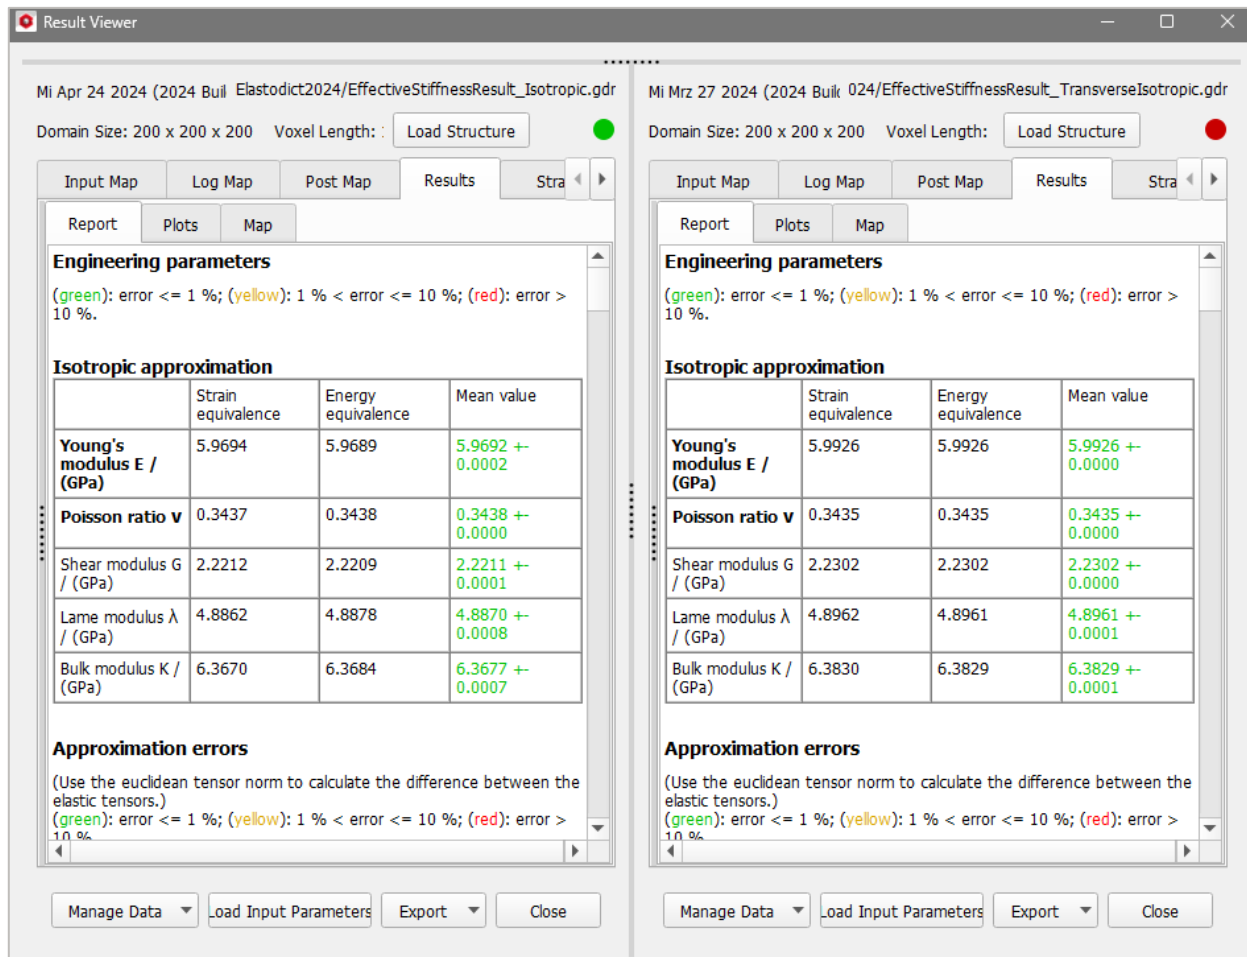 Result Viewer
Mi Apr 24 2024 (2024 Buil Elastodict2024/EffectiveStiffnessResult_Isotropic.gdr
Domain Size: 200 x 200 x 200 Voxel Length: Load Structure
Input Map Log Map Post Map Results Stra
Report Plots Map
Engineering parameters
(green): error <= 1 %; (yellow): 1 % < error <= 10 %; (red): error >
10 %.
Isotropic approximation
Strain equivalence Energy equivalence Mean value
Young's modulus E / (GPa) 5.9694 5.9689 5.9692 +- 0.0002
Poisson ratio ν 0.3437 0.3438 0.3438 +- 0.0000
Shear modulus G / (GPa) 2.2212 2.2209 2.2211 +- 0.0001
Lame modulus λ / (GPa) 4.8862 4.8878 4.8870 +- 0.0008
Bulk modulus K / (GPa) 6.3670 6.3684 6.3677 +- 0.0007
Approximation errors
(Use the euclidean tensor norm to calculate the difference between the
elastic tensors.)
(green): error <= 1 %; (yellow): 1 % < error <= 10 %; (red): error >
10 %
Manage Data Load Input Parameters Export Close
Mi Mrz 27 2024 (2024 Built 024/EffectiveStiffnessResult_TransverseIsotropic.gdr
Domain Size: 200 x 200 x 200 Voxel Length: Load Structure
Input Map Log Map Post Map Results Stra
Report Plots Map
Engineering parameters
(green): error <= 1 %; (yellow): 1 % < error <= 10 %; (red): error >
10 %.
Isotropic approximation
Strain equivalence Energy equivalence Mean value
Young's modulus E / (GPa) 5.9926 5.9926 5.9926 +- 0.0000
Poisson ratio ν 0.3435 0.3435 0.3435 +- 0.0000
Shear modulus G / (GPa) 2.2302 2.2302 2.2302 +- 0.0000
Lame modulus λ / (GPa) 4.8962 4.8961 4.8961 +- 0.0001
Bulk modulus K / (GPa) 6.3830 6.3829 6.3829 +- 0.0001
Approximation errors
(Use the euclidean tensor norm to calculate the difference between the
elastic tensors.)
(green): error <= 1 %; (yellow): 1 % < error <= 10 %; (red): error >
10 %
Manage Data Load Input Parameters Export Close